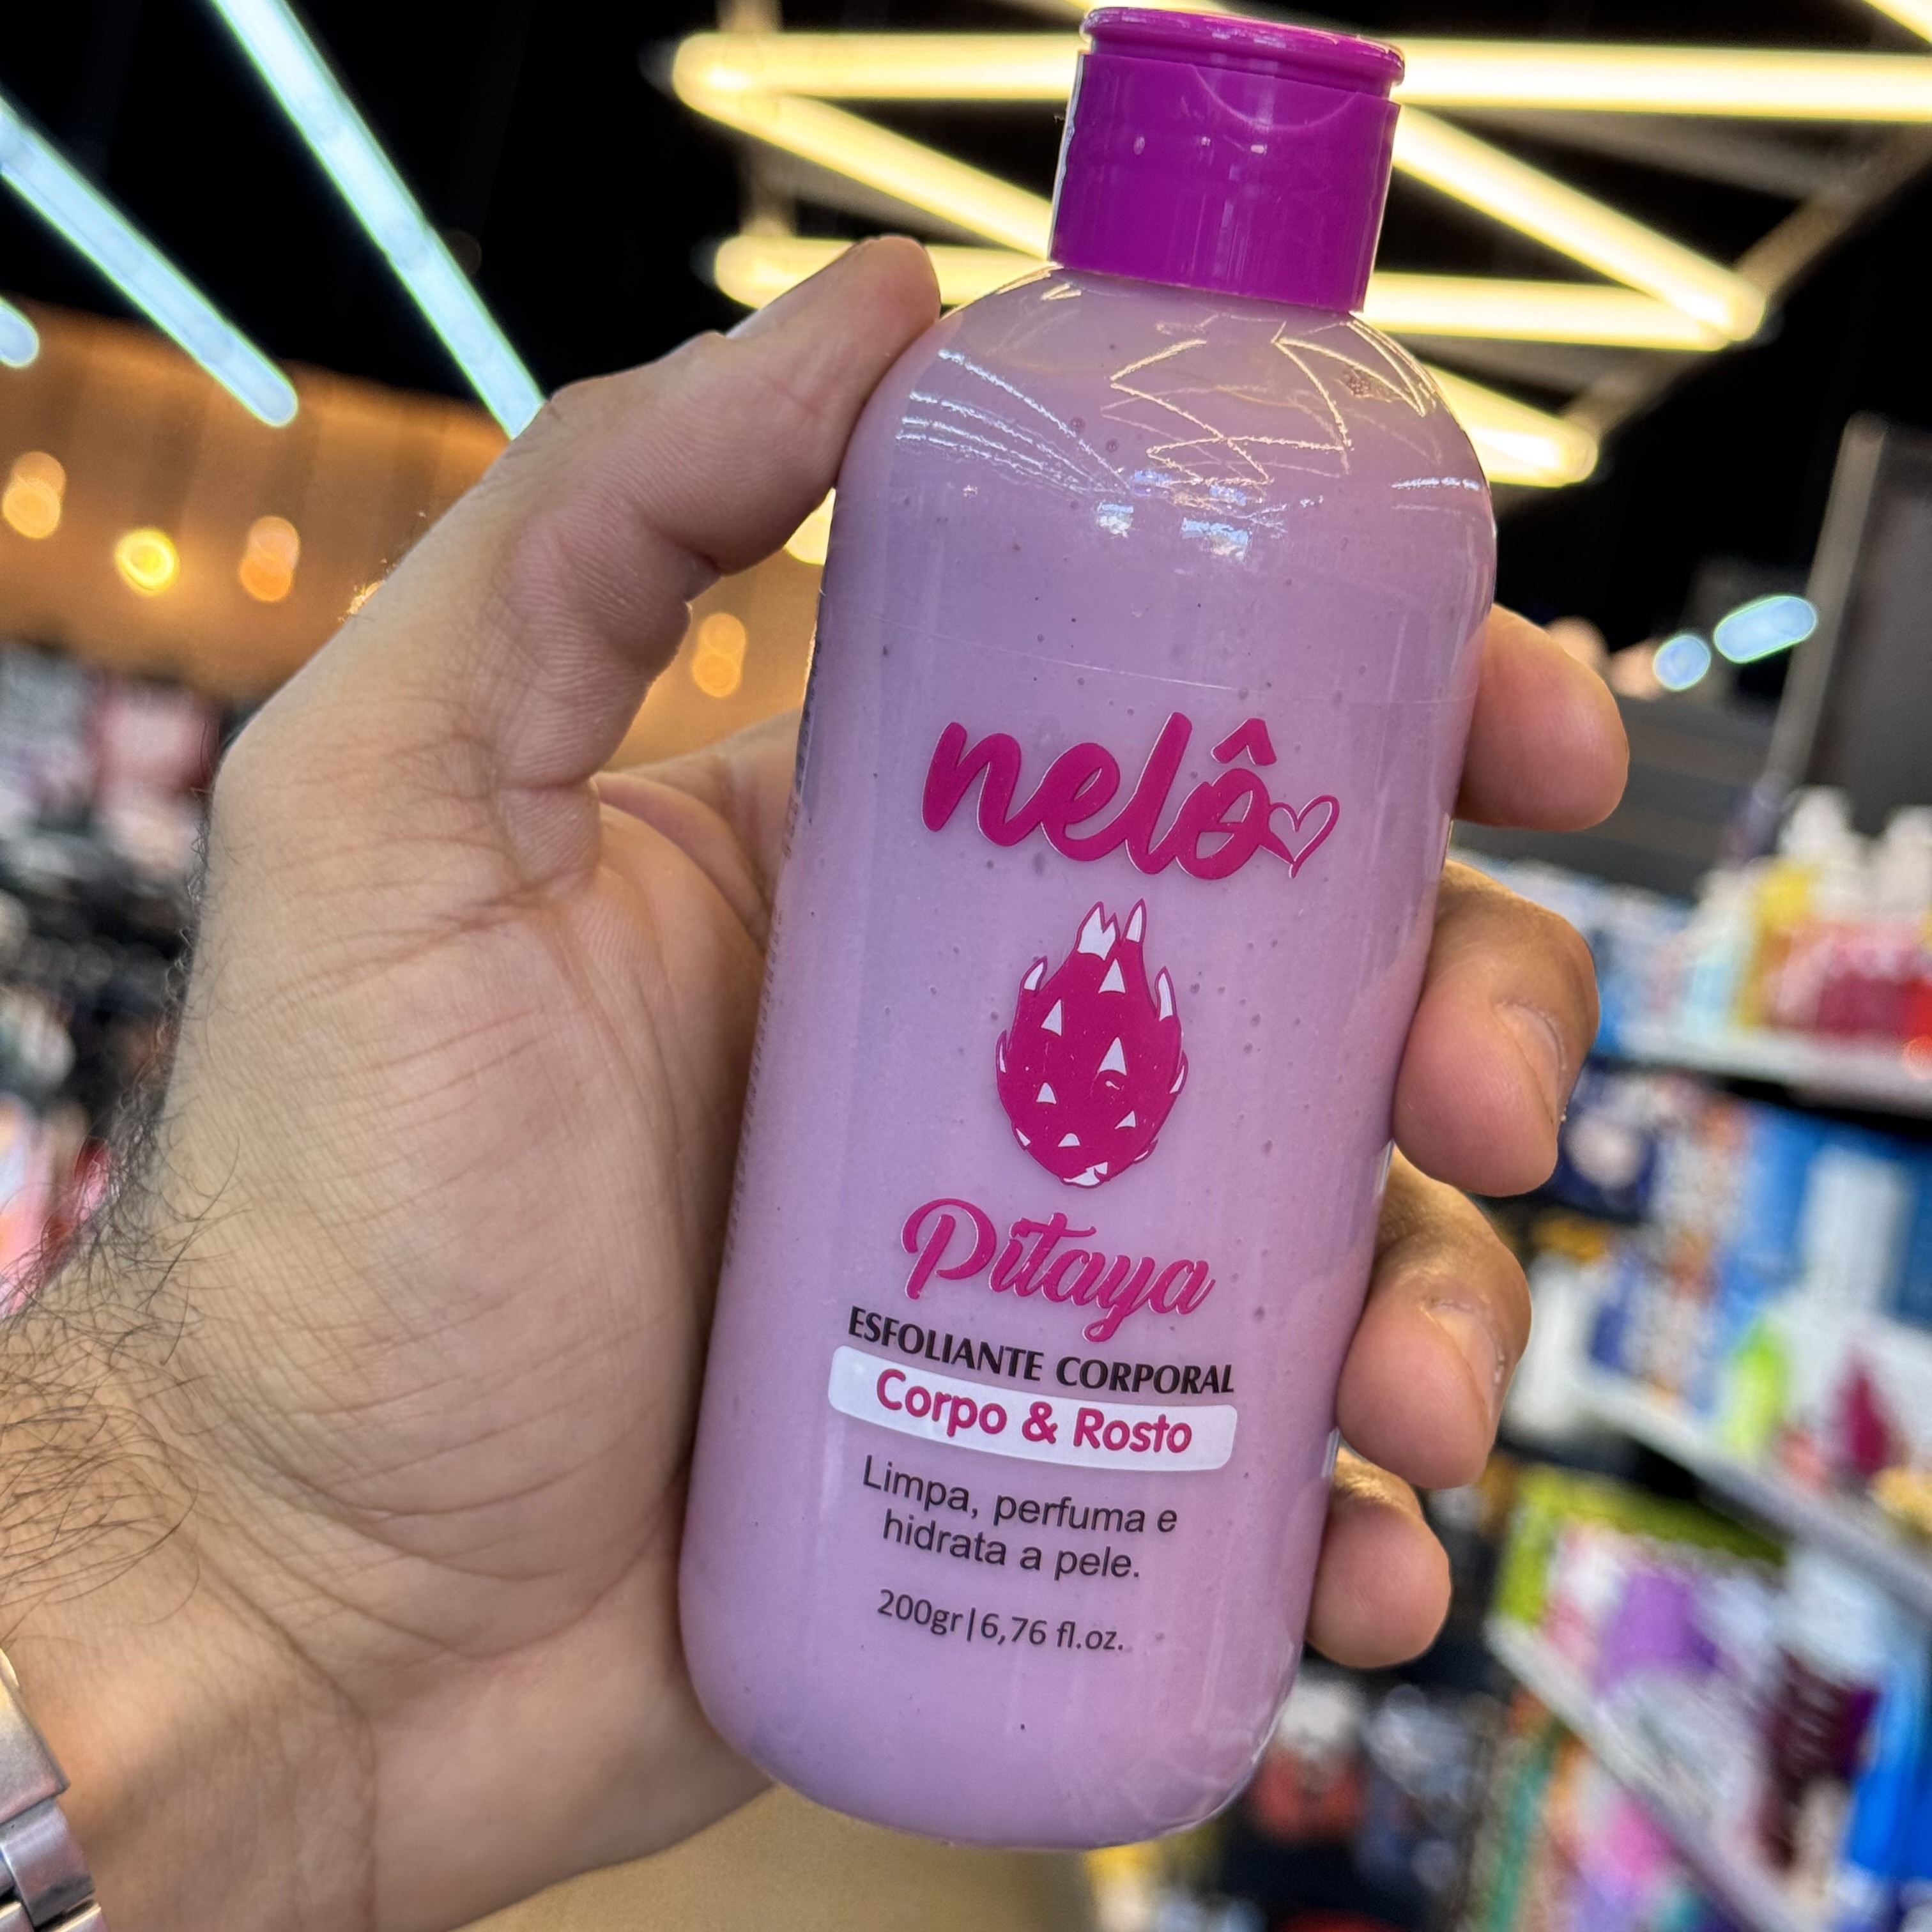 nelô
Pitaya
ESFOLIANTE CORPORAL
Corpo & Rosto
Limpa, perfuma e
hidrata a pele.
200gr|6,76 fl.oz.